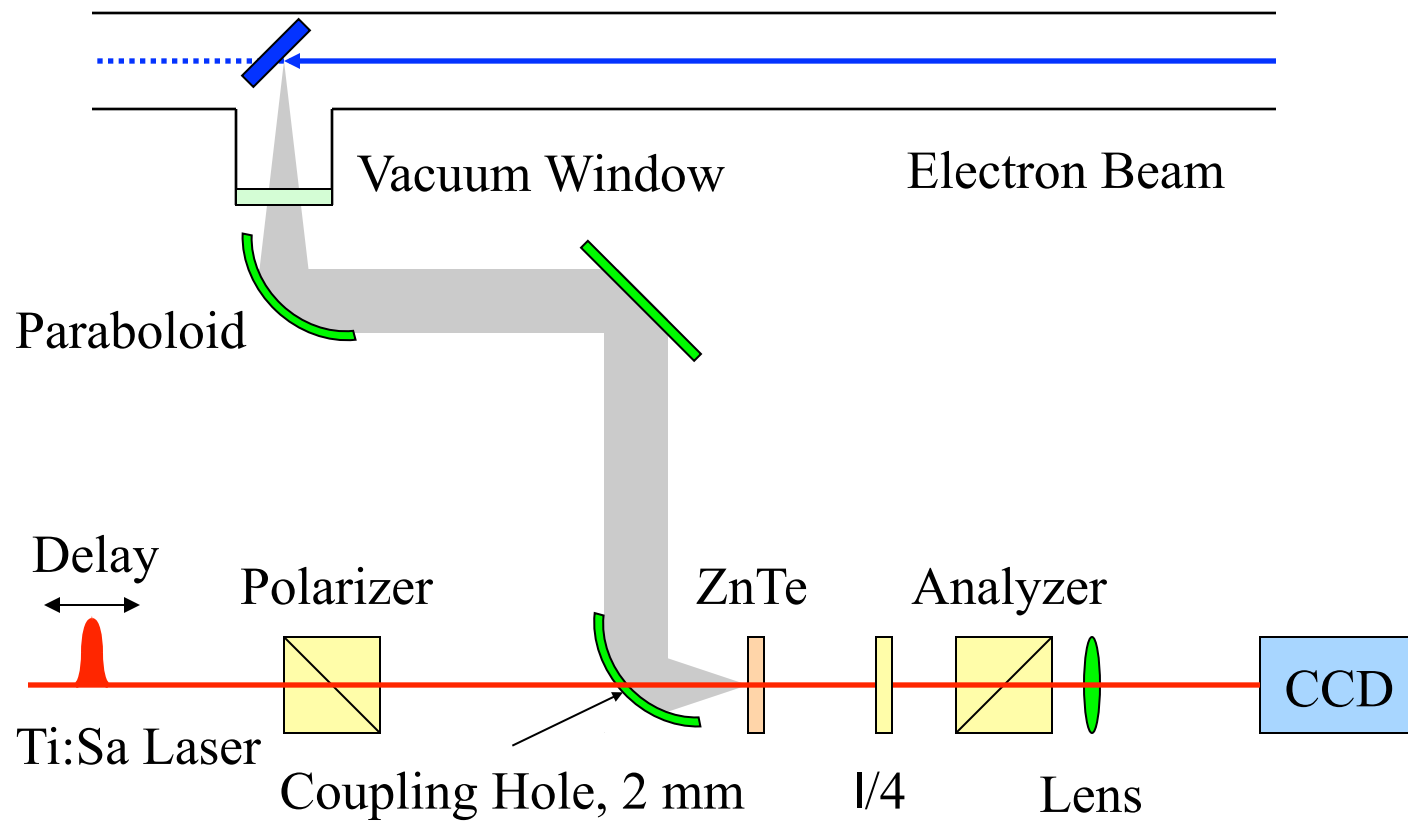 Vacuum Window
Electron Beam
Paraboloid
Delay
Polarizer
ZnTe
Analyzer
CCD
Ti:Sa Laser
Coupling Hole, 2 mm
l/4
Lens